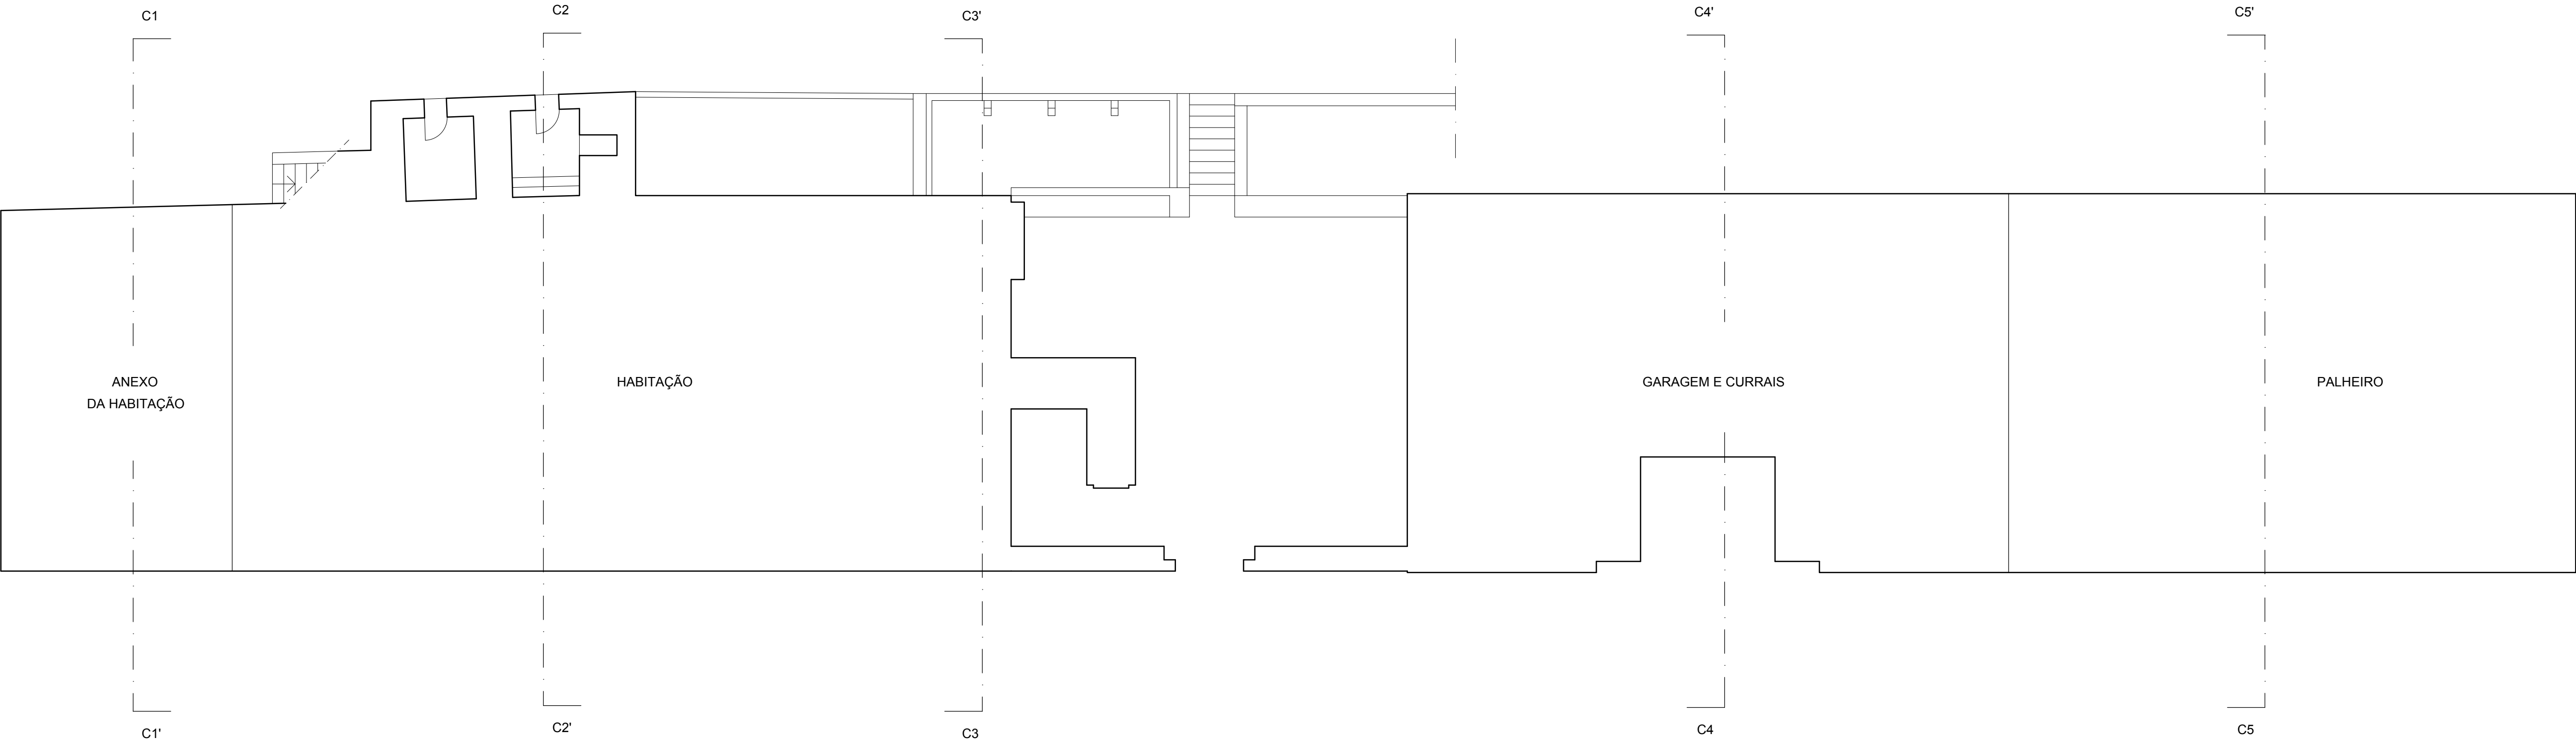 C1
C2
C3'
C4'
C5'
ANEXO
DA HABITAÇÃO
HABITAÇÃO
GARAGEM E CURRAIS
PALHEIRO
C1'
C2'
C3
C4
C5